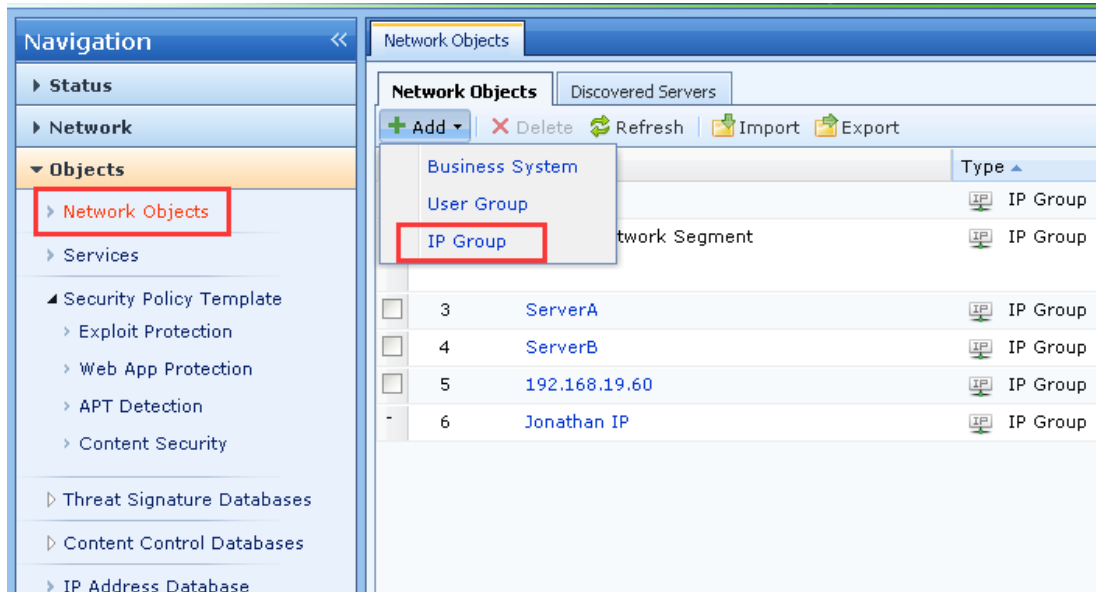 Navigation
Status
Network
Objects
Network Objects
Services
Security Policy Template
Exploit Protection
Web App Protection
APT Detection
Content Security
Threat Signature Databases
Content Control Databases
IP Address Database
Network Objects
Network Objects Discovered Servers
Add Delete Refresh Import Export
Business System
User Group
IP Group
Type
IP Group
twork Segment IP Group
3 ServerA IP Group
4 ServerB IP Group
5 192.168.19.60 IP Group
- 6 Jonathan IP IP Group